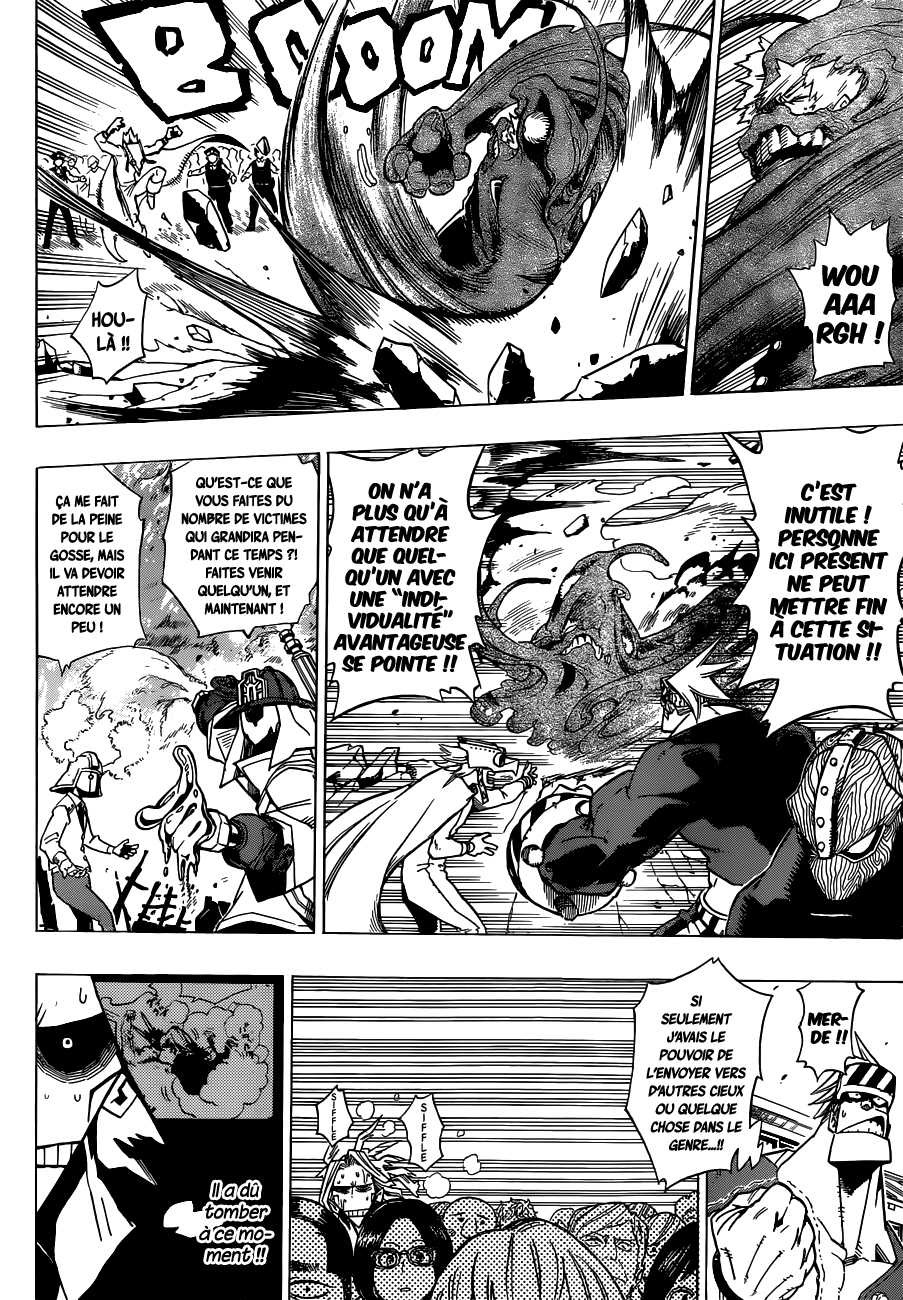 WOU
AAA
RGH !
BOOOM
HOU-
LÀ !!
C'EST
INUTILE !
PERSONNE
ICI PRÉSENT
NE PEUT
METTRE FIN
À CETTE SI-
TUATION !!
ON N'A
PLUS QU'À
ATTENDRE
QUE QUEL-
QU'UN AVEC
UNE "INDI-
VIDUALITÉ"
AVANTAGEUSE
SE POINTE !!
QU'EST-CE QUE
VOUS FAITES DU
NOMBRE DE VICTIMES
QUI GRANDIRA PEN-
DANT CE TEMPS ?!
FAITES VENIR
QUELQU'UN, ET
MAINTENANT !
ÇA ME FAIT
DE LA PEINE
POUR LE
GOSSE, MAIS
IL VA DEVOIR
ATTENDRE
ENCORE UN
PEU !
MER-
DE !!
SI
SEULEMENT
J'AVAIS LE
POUVOIR DE
L'ENVOYER VERS
D'AUTRES CIEUX
OU QUELQUE
CHOSE DANS LE
GENRE...!!
SIFFLE
SIFFLE
Il a dû
tomber
à ce mo-
ment !!